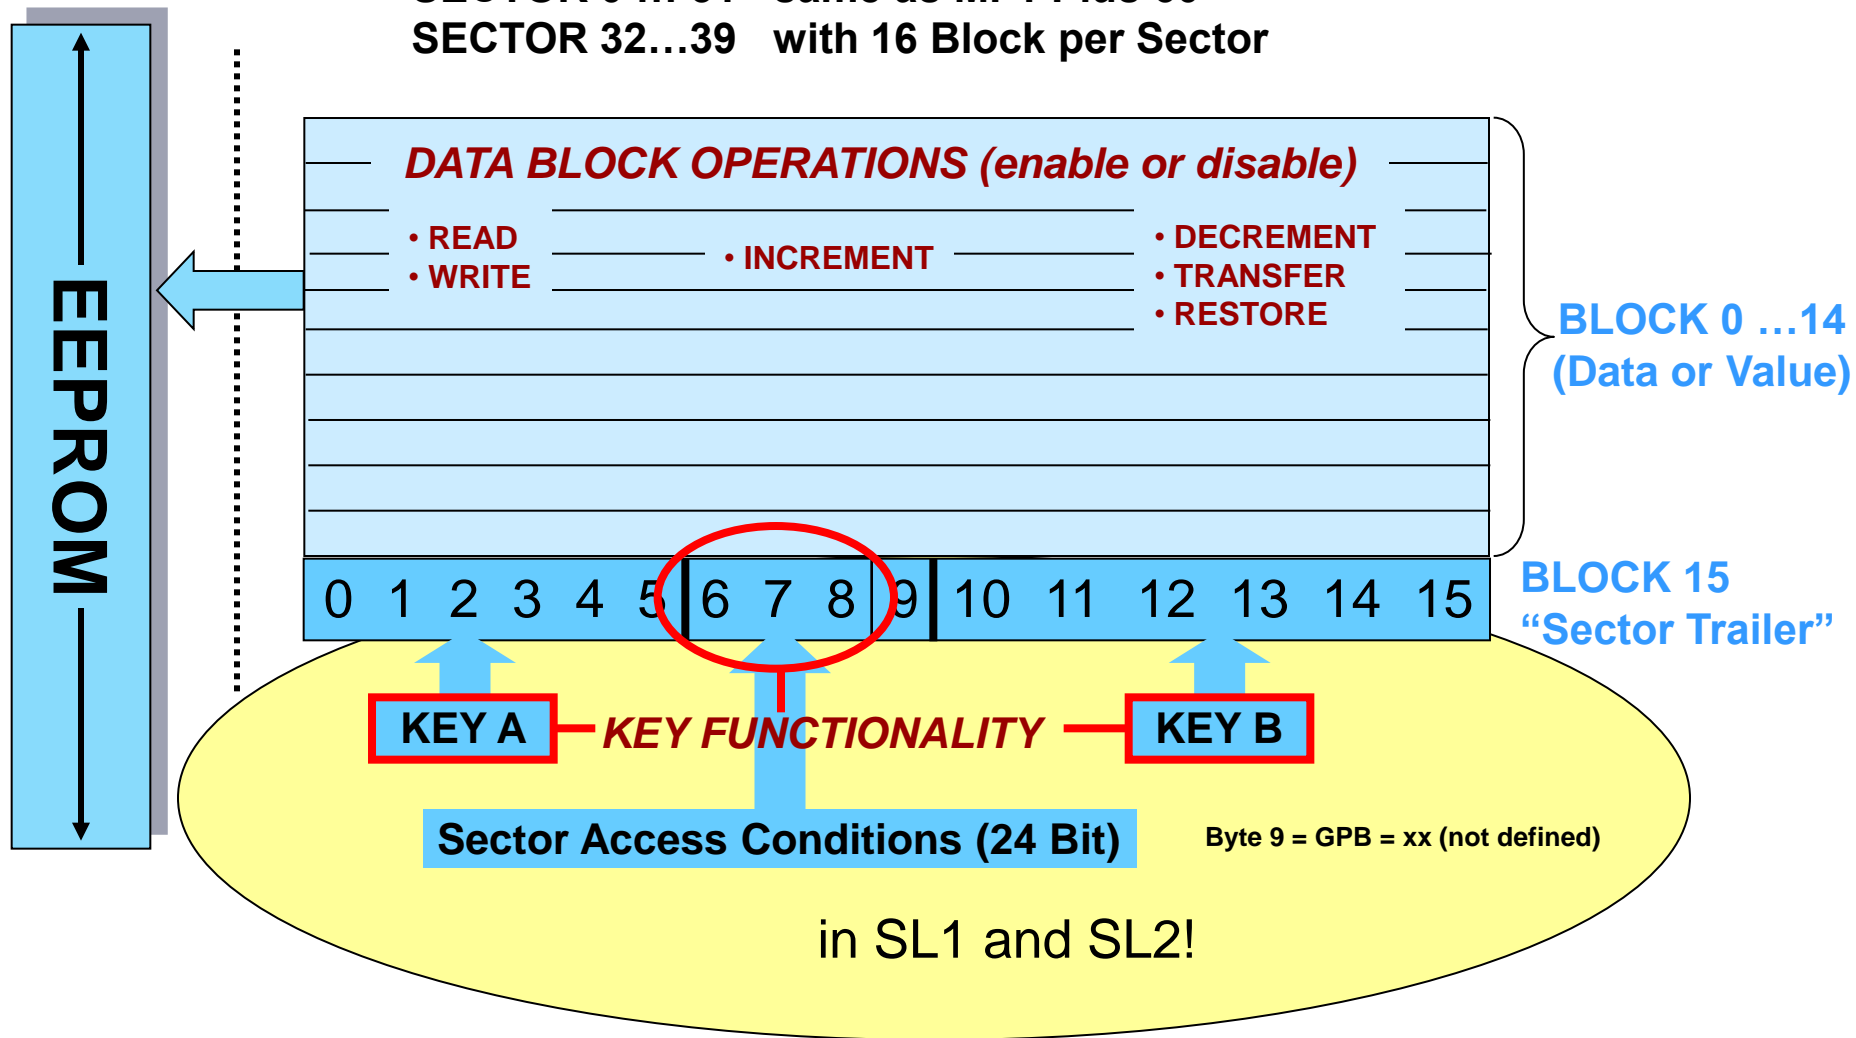 SECTOR 32…39 with 16 Block per Sector
DATA BLOCK OPERATIONS (enable or disable)
• READ
• WRITE
• INCREMENT
• DECREMENT
• TRANSFER
• RESTORE
EEPROM
BLOCK 0 …14
(Data or Value)
0 1 2 3 4 5 6 7 8 9 10 11 12 13 14 15
BLOCK 15
“Sector Trailer”
KEY A
KEY FUNCTIONALITY
KEY B
Sector Access Conditions (24 Bit)
Byte 9 = GPB = xx (not defined)
in SL1 and SL2!